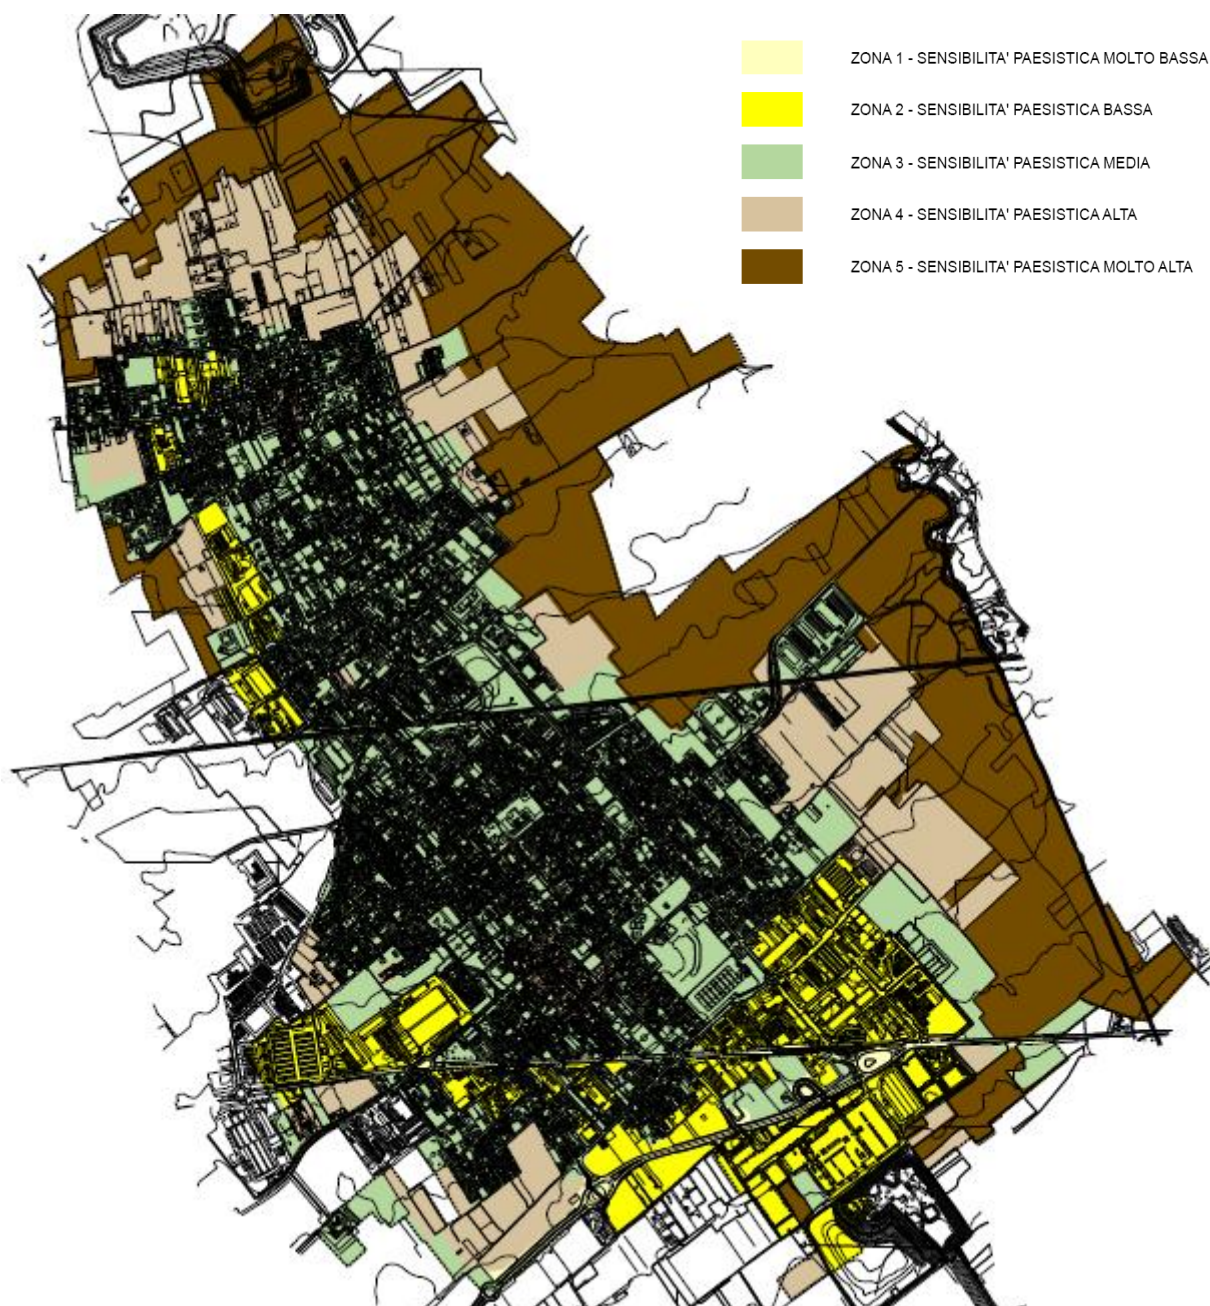 ZONA 1 - SENSIBILITA' PAESISTICA MOLTO BASSA
ZONA 2 - SENSIBILITA' PAESISTICA BASSA
ZONA 3 - SENSIBILITA' PAESISTICA MEDIA
ZONA 4 - SENSIBILITA' PAESISTICA ALTA
ZONA 5 - SENSIBILITA' PAESISTICA MOLTO ALTA